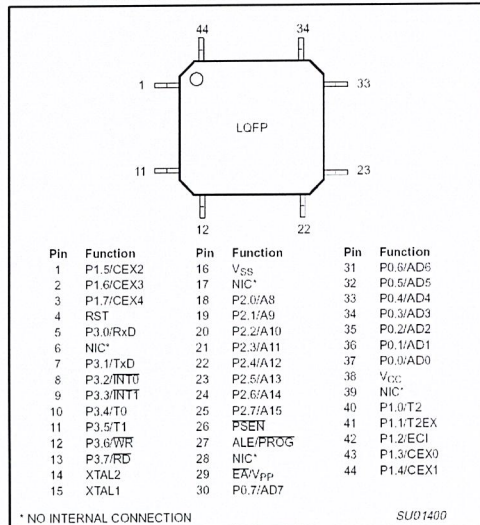 44 34
1 33
LQFP
11 23
12 22
Pin Function Pin Function Pin Function
1 P1.5/CEX2 16 VSS 31 P0.6/AD6
2 P1.6/CEX3 17 NIC* 32 P0.5/AD5
3 P1.7/CEX4 18 P2.0/A8 33 P0.4/AD4
4 RST 19 P2.1/A9 34 P0.3/AD3
5 P3.0/RxD 20 P2.2/A10 35 P0.2/AD2
6 NIC* 21 P2.3/A11 36 P0.1/AD1
7 P3.1/TxD 22 P2.4/A12 37 P0.0/AD0
8 P3.2/INT0 23 P2.5/A13 38 VCC
9 P3.3/INT1 24 P2.6/A14 39 NIC*
10 P3.4/T0 25 P2.7/A15 40 P1.0/T2
11 P3.5/T1 26 PSEN 41 P1.1/T2EX
12 P3.6/WR 27 ALE/PROG 42 P1.2/ECI
13 P3.7/RD 28 NIC* 43 P1.3/CEX0
14 XTAL2 29 EA/VPP 44 P1.4/CEX1
15 XTAL1 30 P0.7/AD7
* NO INTERNAL CONNECTION SU01400